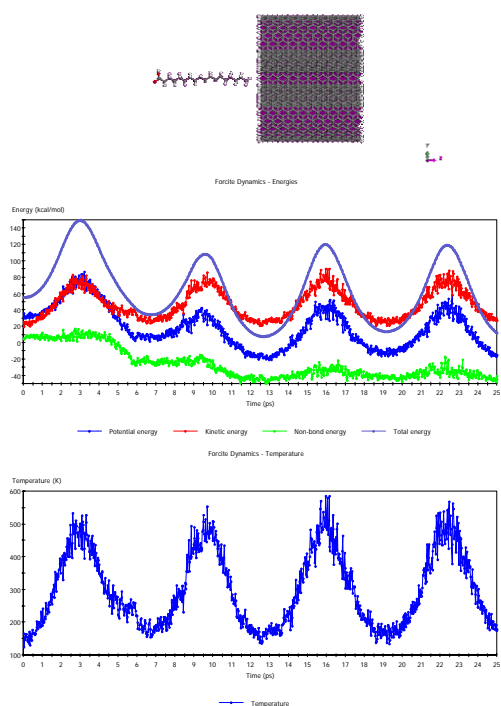 Forcite Dynamics - Energies
Energy (kcal/mol)
140
120
100
80
60
40
20
0
-20
-40
0 1 2 3 4 5 6 7 8 9 10 11 12 13 14 15 16 17 18 19 20 21 22 23 24 25
Time (ps)
Potential energy Kinetic energy Non-bond energy Total energy
Forcite Dynamics - Temperature
Temperature (K)
600
500
400
300
200
100
0 1 2 3 4 5 6 7 8 9 10 11 12 13 14 15 16 17 18 19 20 21 22 23 24 25
Time (ps)
Temperature